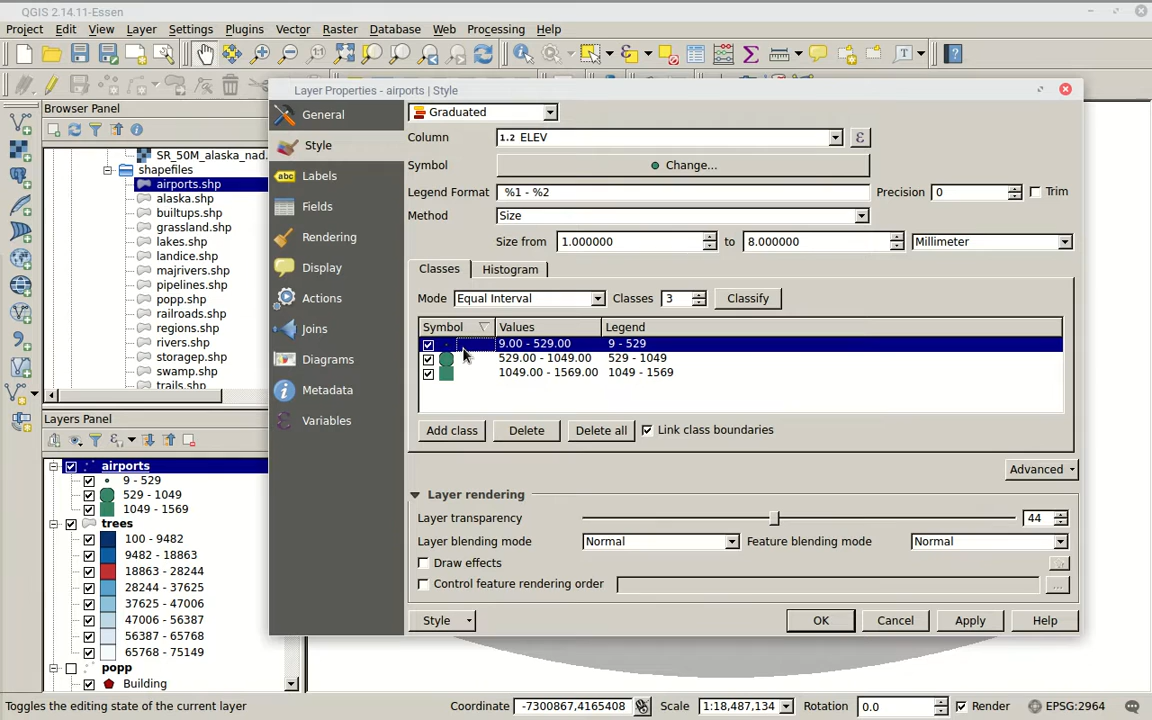 QGIS 2.14.11-Essen
Project Edit View Layer Settings Plugins Vector Raster Database Web Processing Help
Browser Panel
SR_50M_alaska_nad.
shapefiles
airports.shp
alaska.shp
builtups.shp
grassland.shp
lakes.shp
landice.shp
majrivers.shp
pipelines.shp
popp.shp
railroads.shp
regions.shp
rivers.shp
storagep.shp
swamp.shp
trails.shp
Layers Panel
airports
9 - 529
529 - 1049
1049 - 1569
trees
100 - 9482
9482 - 18863
18863 - 28244
28244 - 37625
37625 - 47006
47006 - 56387
56387 - 65768
65768 - 75149
popp
Building
Layer Properties - airports | Style
General
Style
Labels
Fields
Rendering
Display
Actions
Joins
Diagrams
Metadata
Variables
Graduated
Column 1.2 ELEV ε
Symbol Change...
Legend Format %1 - %2 Precision 0 Trim
Method Size
Size from 1.000000 to 8.000000 Millimeter
Classes Histogram
Mode Equal Interval Classes 3 Classify
Symbol Values Legend
9.00 - 529.00 9 - 529
529.00 - 1049.00 529 - 1049
1049.00 - 1569.00 1049 - 1569
Add class Delete Delete all Link class boundaries
Advanced
Layer rendering
Layer transparency 44
Layer blending mode Normal Feature blending mode Normal
Draw effects
Control feature rendering order ...
Style OK Cancel Apply Help
Toggles the editing state of the current layer Coordinate -7300867,4165408 Scale 1:18,487,134 Rotation 0.0 Render EPSG:2964